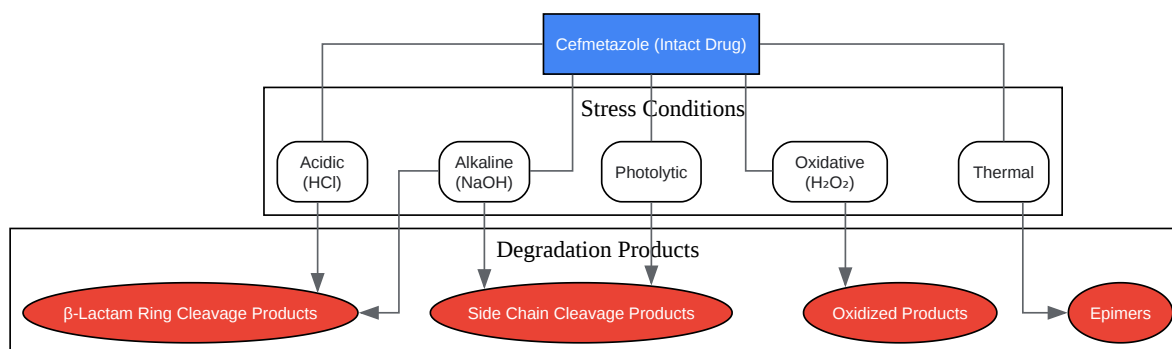 Cefmetazole (Intact Drug)
Stress Conditions
Acidic
(HCl)
Alkaline
(NaOH)
Photolytic
Oxidative
(H₂O₂)
Thermal
Degradation Products
β-Lactam Ring Cleavage Products
Side Chain Cleavage Products
Oxidized Products
Epimers